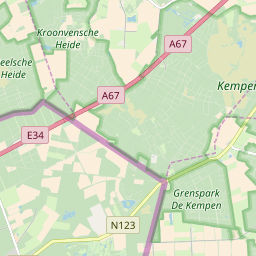 Kroonvensche
Heide
A67
eelsche
Heide
Kempen
A67
E34
Grenspark
De Kempen
N123